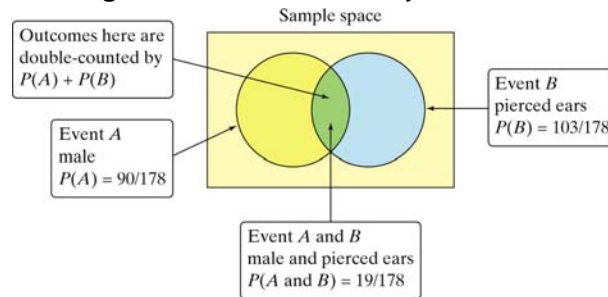 Sample space
Outcomes here are
double-counted by
P(A) + P(B)
Event A
male
P(A) = 90/178
Event B
pierced ears
P(B) = 103/178
Event A and B
male and pierced ears
P(A and B) = 19/178